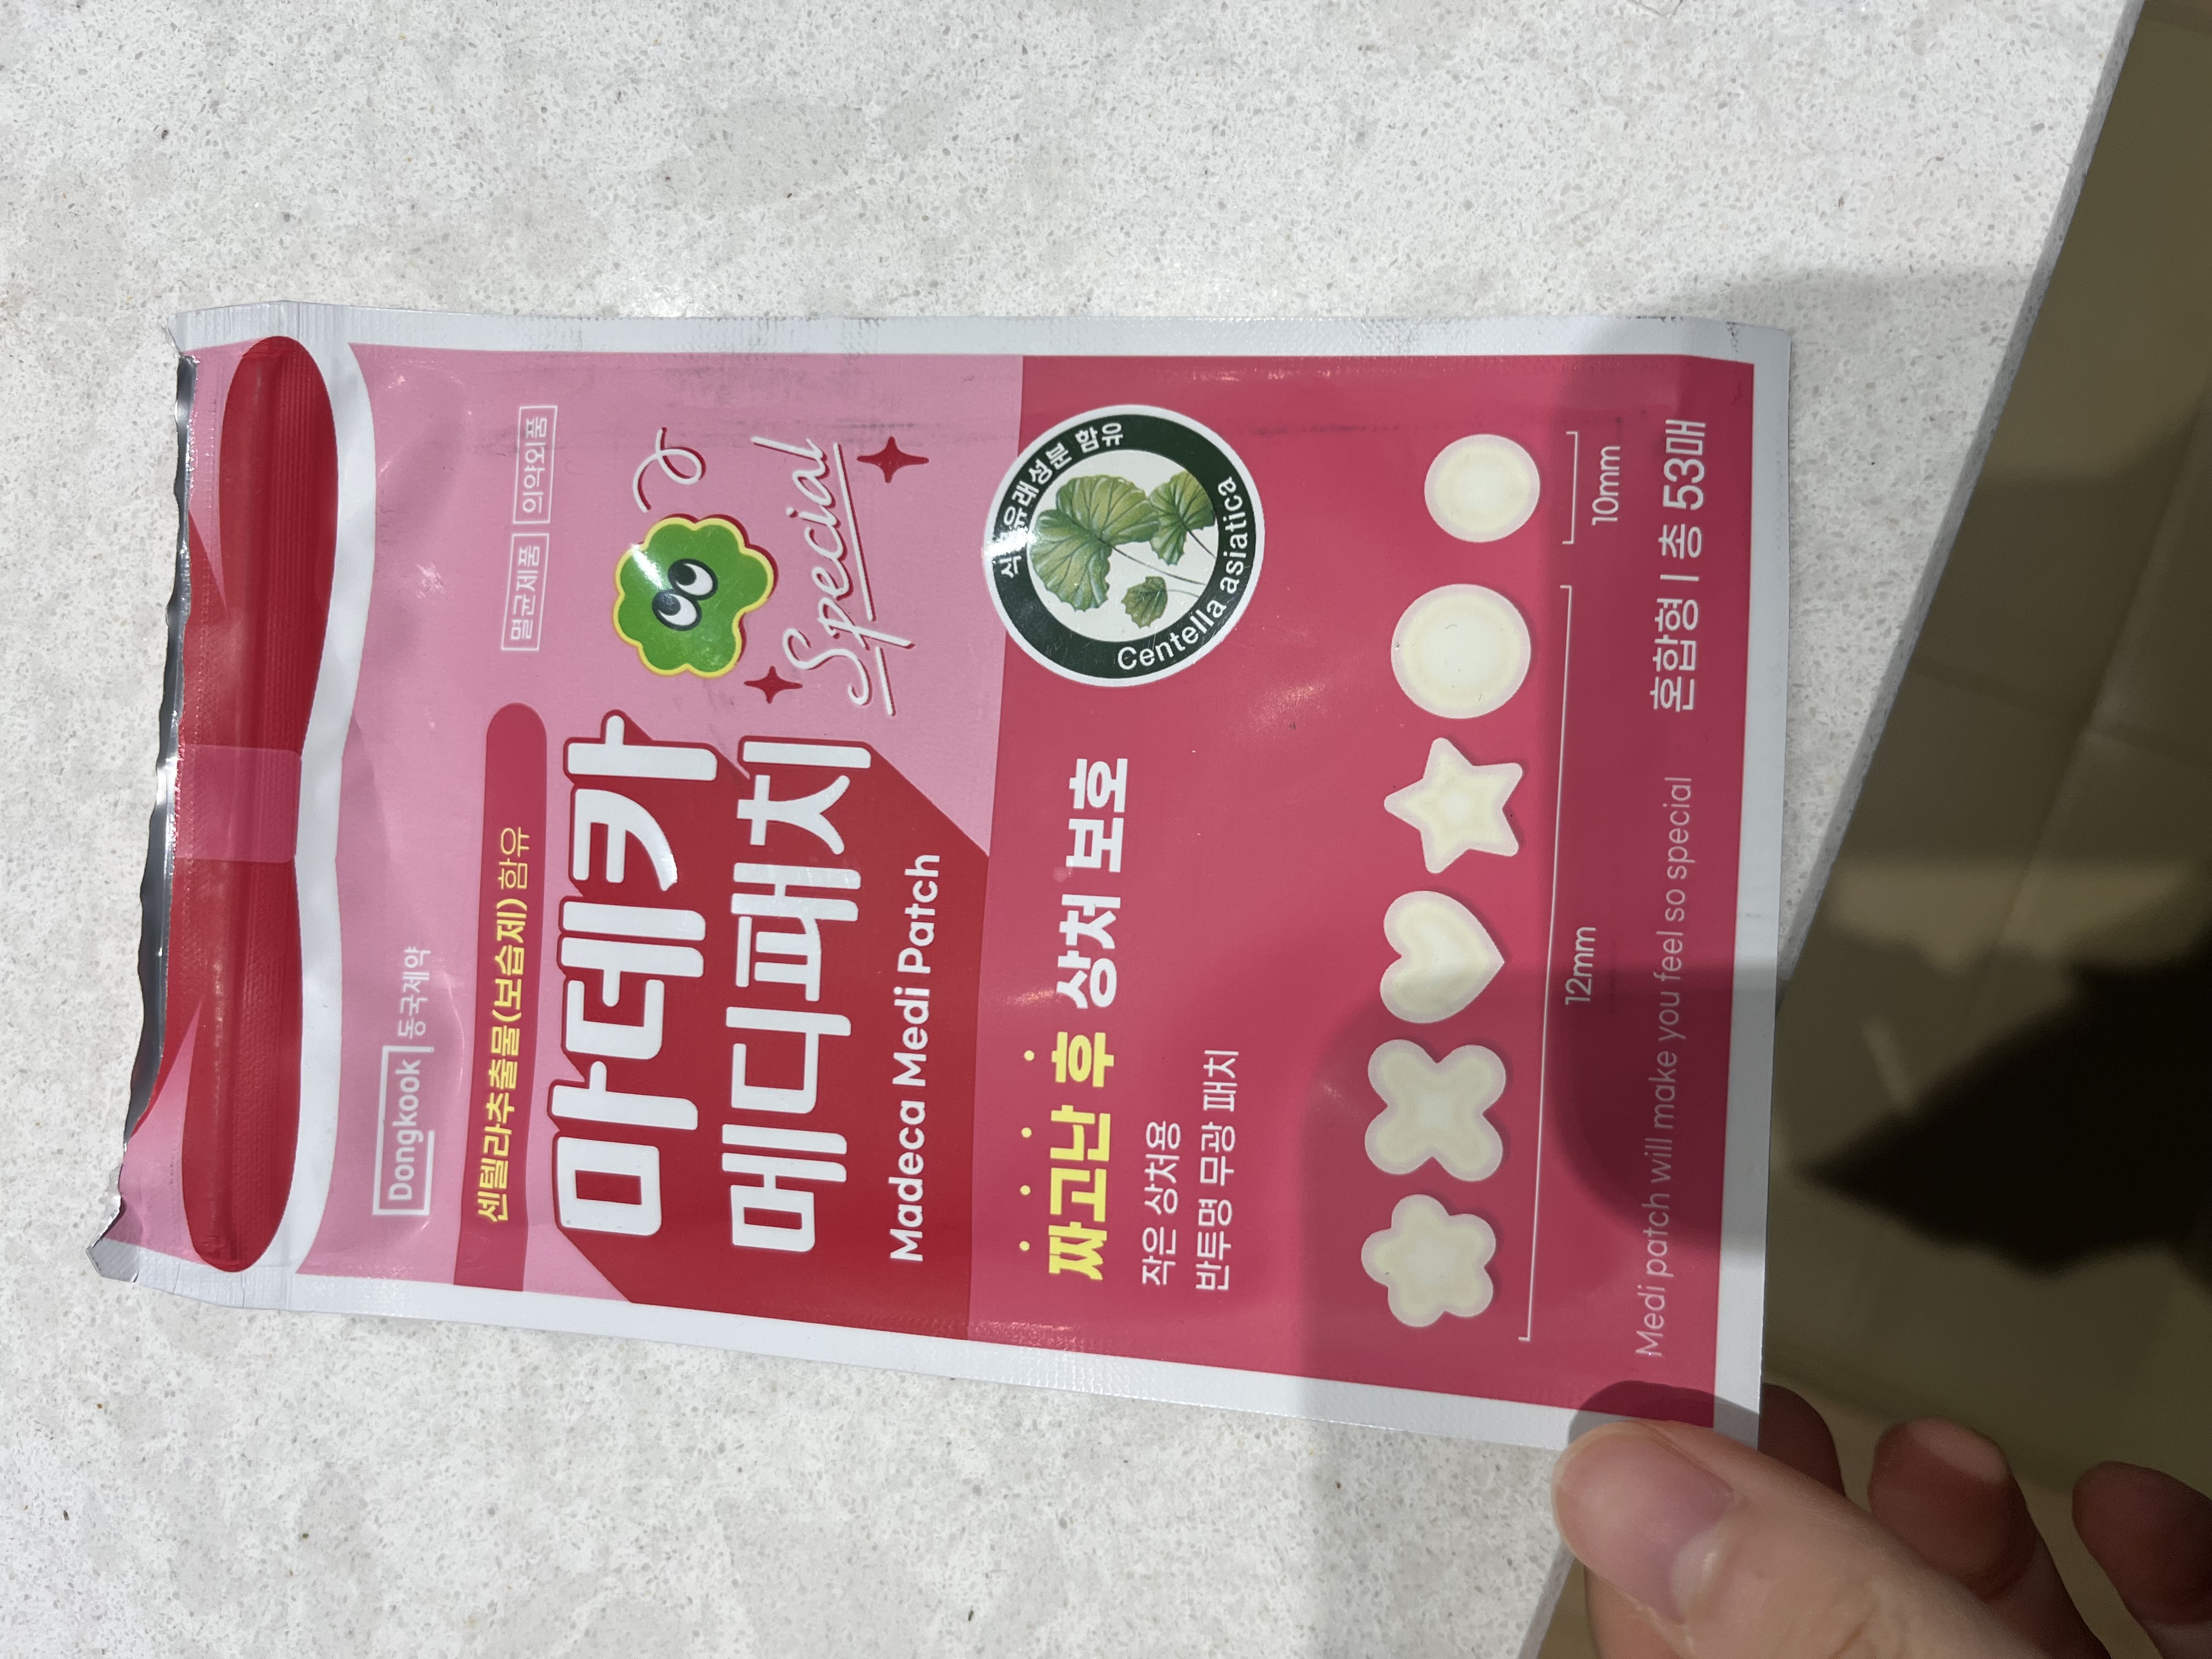 Dongkook 동국제약
멸균제품 의약외품
센텔라추출물(보습제) 함유
마데카
메디패치
Special
Madeca Medi Patch
식물유래성분 함유
Centella asiatica
짜고난 후 상처 보호
작은 상처용
반투명 무광 패치
12mm
10mm
Medi patch will make you feel so special
혼합형 | 총 53매